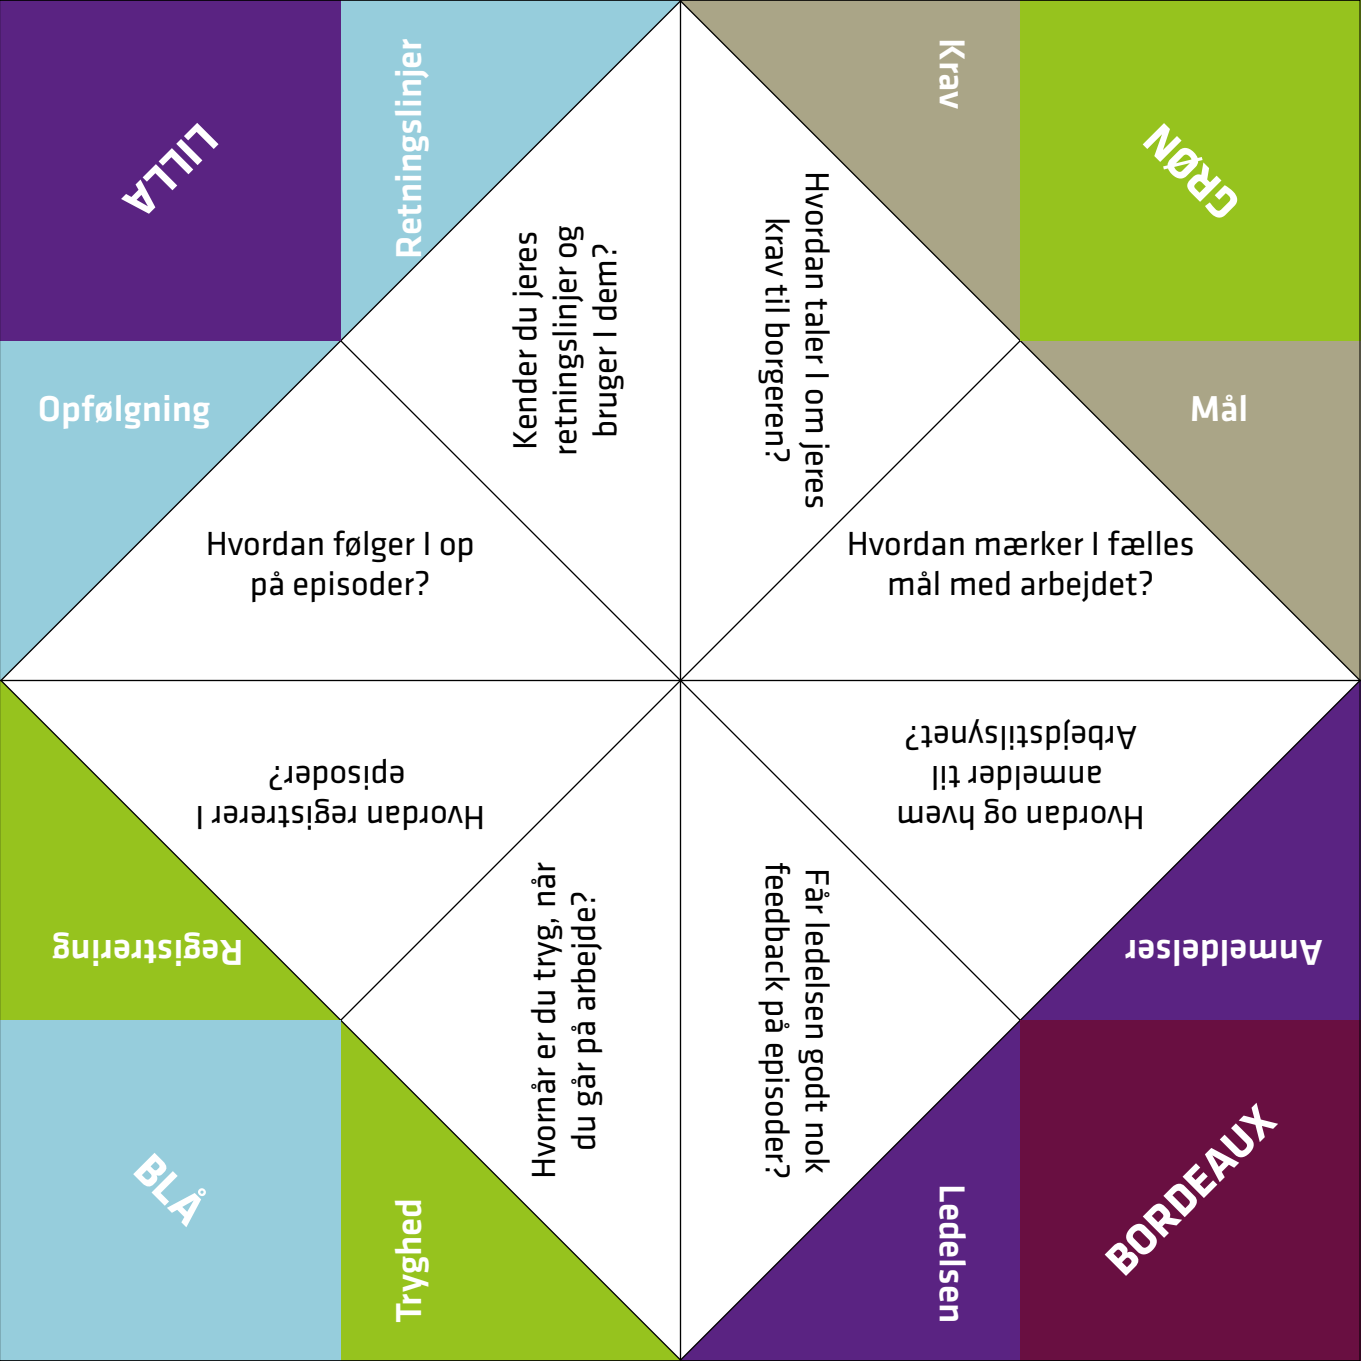 LILLA
Retningslinjer
Krav
GRØN
Kender du jeres
retningslinjer og
bruger I dem?
Hvordan taler I om jeres
krav til borgeren?
Opfølgning
Mål
Hvordan følger I op
på episoder?
Hvordan mærker I fælles
mål med arbejdet?
Hvordan registrerer I
episoder?
Hvordan og hvem
anmelder til
Arbejdstilsynet?
Registrering
Hvornår er du tryg, når
du går på arbejde?
Får ledelsen godt nok
feedback på episoder?
Anmeldelser
BLÅ
Tryghed
Ledelsen
BORDEAUX